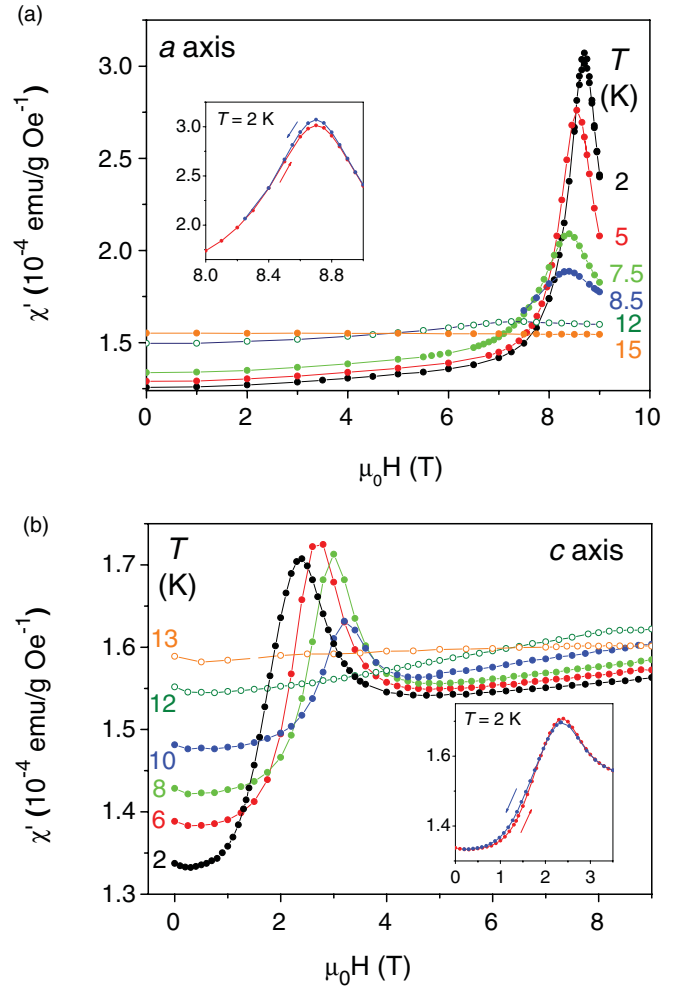 (a)
a axis
T
(K)
3.0
2.5
2.0
1.5
χ' (10⁻⁴ emu/g Oe⁻¹)
T = 2 K
3.0
2.5
2.0
8.0 8.4 8.8
2
5
7.5
8.5
12
15
0 2 4 6 8 10
μ₀H (T)
(b)
T
(K)
c axis
1.7
1.6
1.5
1.4
1.3
χ' (10⁻⁴ emu/g Oe⁻¹)
13
12
10
8
6
2
T = 2 K
1.6
1.4
0 1 2 3
0 2 4 6 8
μ₀H (T)